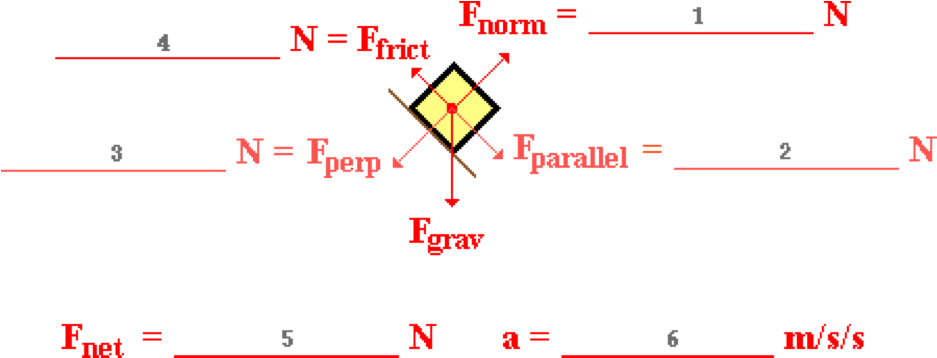 F_norm = 1 N
4 N = F_frict
3 N = F_perp
F_parallel = 2 N
F_grav
F_net = 5 N a = 6 m/s/s